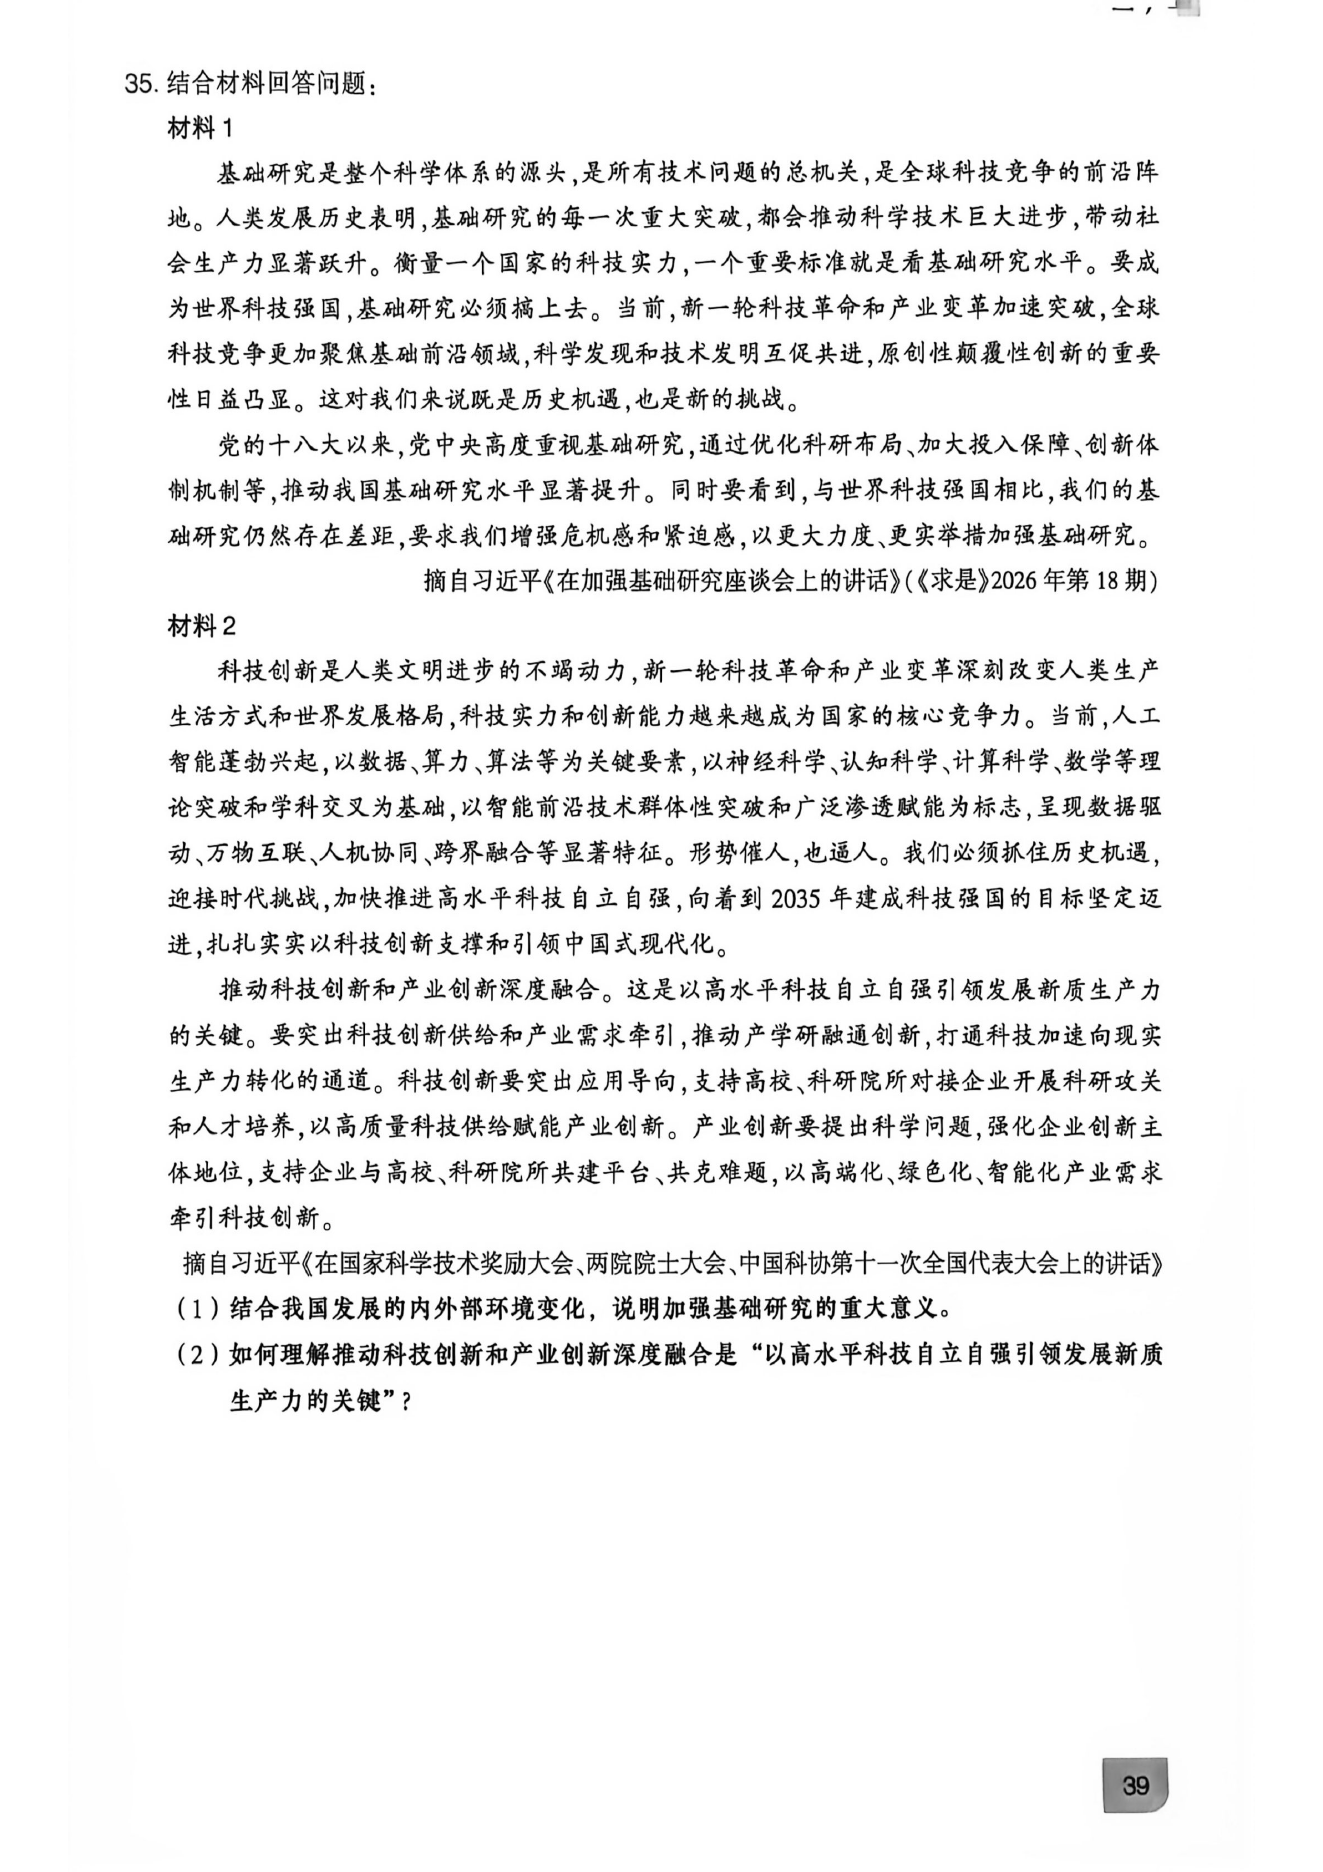 35. 结合材料回答问题：
材料1
基础研究是整个科学体系的源头，是所有技术问题的总机关，是全球科技竞争的前沿阵
地。人类发展历史表明，基础研究的每一次重大突破，都会推动科学技术巨大进步，带动社
会生产力显著跃升。衡量一个国家的科技实力，一个重要标准就是看基础研究水平。要成
为世界科技强国，基础研究必须搞上去。当前，新一轮科技革命和产业变革加速突破，全球
科技竞争更加聚焦基础前沿领域，科学发现和技术发明互促共进，原创性颠覆性创新的重要
性日益凸显。这对我们来说既是历史机遇，也是新的挑战。
党的十八大以来，党中央高度重视基础研究，通过优化科研布局、加大投入保障、创新体
制机制等，推动我国基础研究水平显著提升。同时要看到，与世界科技强国相比，我们的基
础研究仍然存在差距，要求我们增强危机感和紧迫感，以更大力度、更实举措加强基础研究。
摘自习近平《在加强基础研究座谈会上的讲话》（《求是》2026年第18期）
材料2
科技创新是人类文明进步的不竭动力，新一轮科技革命和产业变革深刻改变人类生产
生活方式和世界发展格局，科技实力和创新能力越来越成为国家的核心竞争力。当前，人工
智能蓬勃兴起，以数据、算力、算法等为关键要素，以神经科学、认知科学、计算科学、数学等理
论突破和学科交叉为基础，以智能前沿技术群体性突破和广泛渗透赋能为标志，呈现数据驱
动、万物互联、人机协同、跨界融合等显著特征。形势催人，也逼人。我们必须抓住历史机遇，
迎接时代挑战，加快推进高水平科技自立自强，向着到2035年建成科技强国的目标坚定迈
进，扎扎实实以科技创新支撑和引领中国式现代化。
推动科技创新和产业创新深度融合。这是以高水平科技自立自强引领发展新质生产力
的关键。要突出科技创新供给和产业需求牵引，推动产学研融通创新，打通科技加速向现实
生产力转化的通道。科技创新要突出应用导向，支持高校、科研院所对接企业开展科研攻关
和人才培养，以高质量科技供给赋能产业创新。产业创新要提出科学问题，强化企业创新主
体地位，支持企业与高校、科研院所共建平台、共克难题，以高端化、绿色化、智能化产业需求
牵引科技创新。
摘自习近平《在国家科学技术奖励大会、两院院士大会、中国科协第十一次全国代表大会上的讲话》
（1）结合我国发展的内外部环境变化，说明加强基础研究的重大意义。
（2）如何理解推动科技创新和产业创新深度融合是“以高水平科技自立自强引领发展新质
生产力的关键”？
39